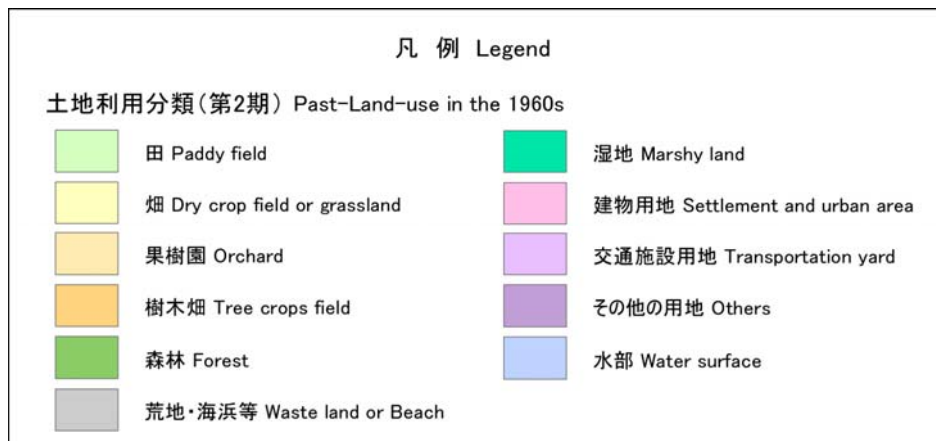 凡 例 Legend
土地利用分類(第2期) Past-Land-use in the 1960s
田 Paddy field
畑 Dry crop field or grassland
果樹園 Orchard
樹木畑 Tree crops field
森林 Forest
荒地・海浜等 Waste land or Beach
湿地 Marshy land
建物用地 Settlement and urban area
交通施設用地 Transportation yard
その他の用地 Others
水部 Water surface